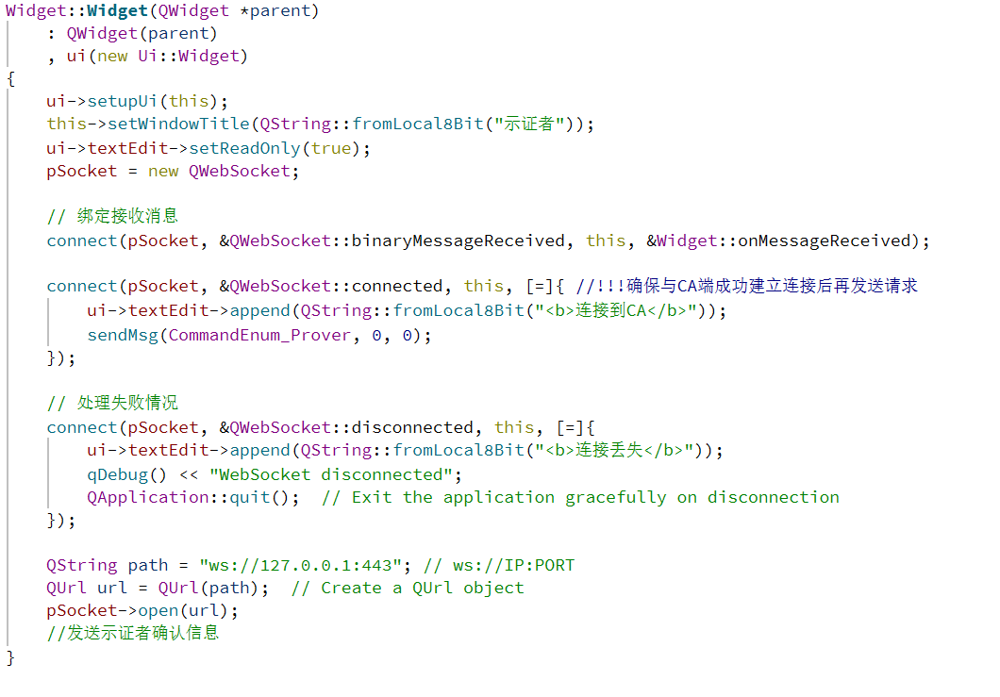 Widget::Widget(QWidget *parent)
    : QWidget(parent)
    , ui(new Ui::Widget)
{
    ui->setupUi(this);
    this->setWindowTitle(QString::fromLocal8Bit("示证者"));
    ui->textEdit->setReadOnly(true);
    pSocket = new QWebSocket;

    // 绑定接收消息
    connect(pSocket, &QWebSocket::binaryMessageReceived, this, &Widget::onMessageReceived);

    connect(pSocket, &QWebSocket::connected, this, [=]{ //!!!确保与CA端成功建立连接后再发送请求
        ui->textEdit->append(QString::fromLocal8Bit("<b>连接到CA</b>"));
        sendMsg(CommandEnum_Prover, 0, 0);
    });

    // 处理失败情况
    connect(pSocket, &QWebSocket::disconnected, this, [=]{
        ui->textEdit->append(QString::fromLocal8Bit("<b>连接丢失</b>"));
        qDebug() << "WebSocket disconnected";
        QApplication::quit();  // Exit the application gracefully on disconnection
    });

    QString path = "ws://127.0.0.1:443"; // ws://IP:PORT
    QUrl url = QUrl(path);  // Create a QUrl object
    pSocket->open(url);
    //发送示证者确认信息
}